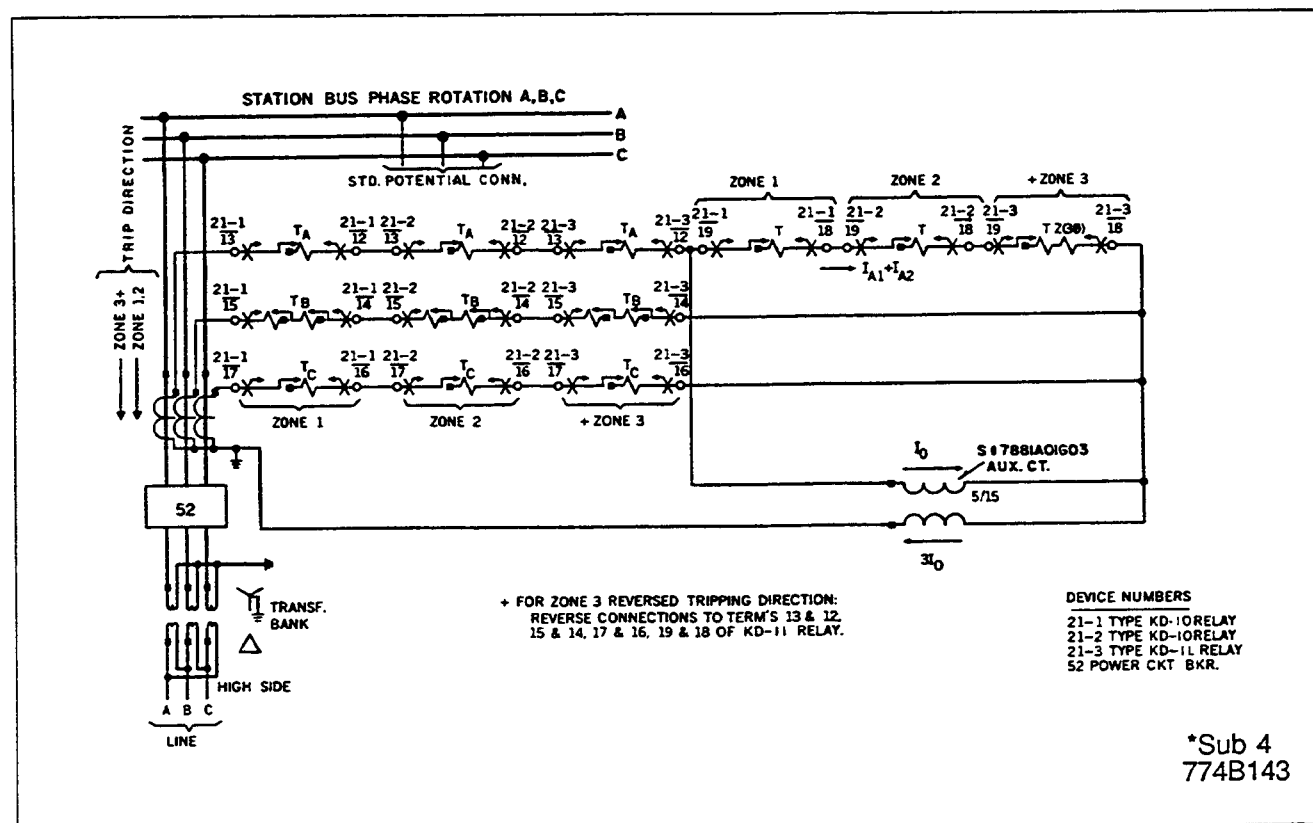 STATION BUS PHASE ROTATION A,B,C
A
B
C
STD. POTENTIAL CONN.
TRIP DIRECTION
ZONE 3+
ZONE 1,2
ZONE 1
ZONE 2
+ ZONE 3
21-1
13
TA
21-1
12
21-2
13
TA
21-2
12
21-3
13
TA
21-3
12
21-1
19
T
21-1
18
21-2
19
T
21-2
18
21-3
19
T Z(3Φ)
21-3
18
IA1+IA2
21-1
15
TB
21-1
14
21-2
15
TB
21-2
14
21-3
15
TB
21-3
14
21-1
17
TC
21-1
16
21-2
17
TC
21-2
16
21-3
17
TC
21-3
16
ZONE 1
ZONE 2
+ ZONE 3
IO
S#7881A01G03
AUX. CT.
5/15
3IO
52
TRANSF.
BANK
HIGH SIDE
A B C
LINE
+ FOR ZONE 3 REVERSED TRIPPING DIRECTION:
REVERSE CONNECTIONS TO TERM'S 13 & 12,
15 & 14, 17 & 16, 19 & 18 OF KD-11 RELAY.
DEVICE NUMBERS
21-1 TYPE KD-10 RELAY
21-2 TYPE KD-10 RELAY
21-3 TYPE KD-11 RELAY
52 POWER CKT BKR.
*Sub 4
774B143